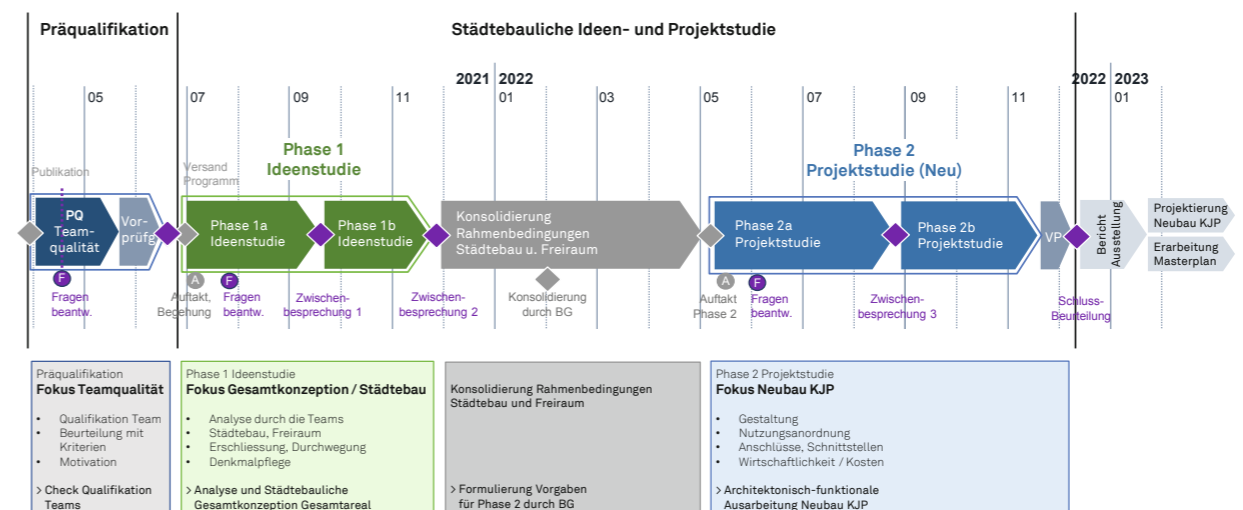 Präqualifikation
Städtebauliche Ideen- und Projektstudie
2021 2022
2022 2023
05
07
09
11
01
03
05
07
09
11
01
Publikation
Versand
Programm
Phase 1
Ideenstudie
Phase 2
Projektstudie (Neu)
PQ
Team-
qualität
Vor-
prüfg
Phase 1a
Ideenstudie
Phase 1b
Ideenstudie
Konsolidierung
Rahmenbedingungen
Städtebau u. Freiraum
Phase 2a
Projektstudie
Phase 2b
Projektstudie
VP
Bericht
Ausstellung
Projektierung
Neubau KJP
Erarbeitung
Masterplan
F
Fragen
beantw.
A
Auftakt,
Begehung
F
Fragen
beantw.
Zwischen-
besprechung 1
Zwischen-
besprechung 2
Konsolidierung
durch BG
A
Auftakt
Phase 2
F
Fragen
beantw.
Zwischen-
besprechung 3
Schluss-
Beurteilung
Präqualifikation
Fokus Teamqualität
• Qualifikation Team
• Beurteilung mit
Kriterien
• Motivation
> Check Qualifikation
Teams
Phase 1 Ideenstudie
Fokus Gesamtkonzeption / Städtebau
• Analyse durch die Teams
• Städtebau, Freiraum
• Erschliessung, Durchwegung
• Denkmalpflege
> Analyse und Städtebauliche
Gesamtkonzeption Gesamtareal
Konsolidierung Rahmenbedingungen
Städtebau und Freiraum
> Formulierung Vorgaben
für Phase 2 durch BG
Phase 2 Projektstudie
Fokus Neubau KJP
• Gestaltung
• Nutzungsanordnung
• Anschlüsse, Schnittstellen
• Wirtschaftlichkeit / Kosten
> Architektonisch-funktionale
Ausarbeitung Neubau KJP